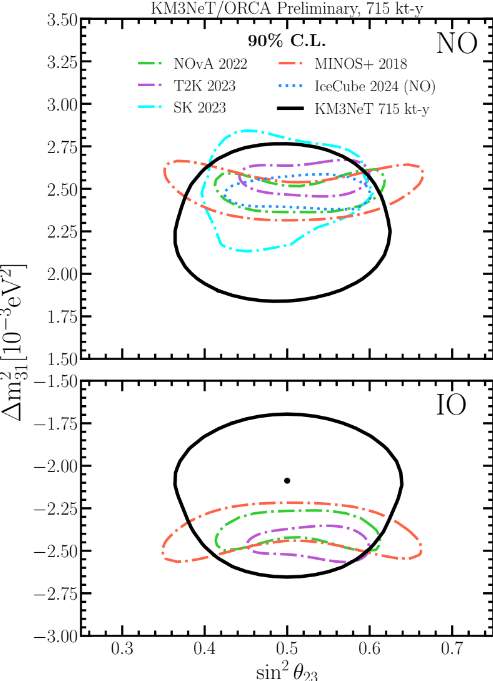 KM3NeT/ORCA Preliminary, 715 kt-y
90% C.L.
NO
NOvA 2022
T2K 2023
SK 2023
MINOS+ 2018
IceCube 2024 (NO)
KM3NeT 715 kt-y
3.50
3.25
3.00
2.75
2.50
2.25
2.00
1.75
1.50
Δm²₃₁[10⁻³eV²]
IO
−1.50
−1.75
−2.00
−2.25
−2.50
−2.75
−3.00
0.3 0.4 0.5 0.6 0.7
sin² θ₂₃